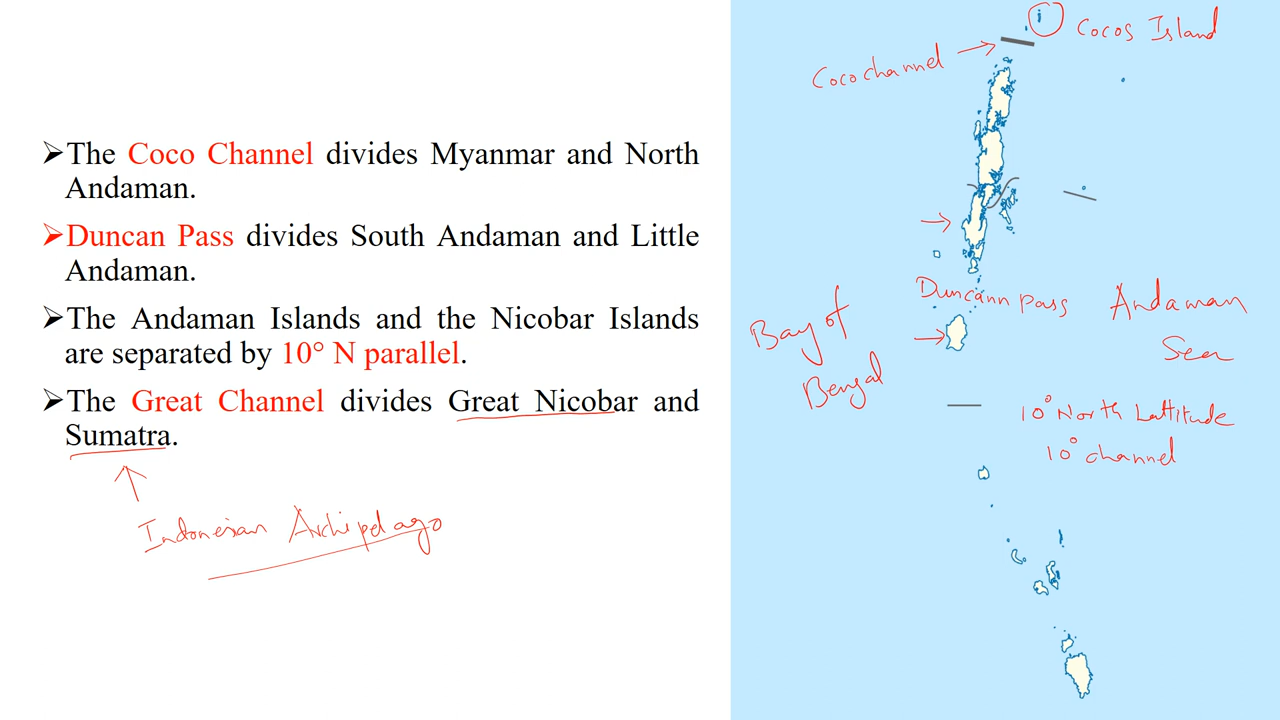 ➢The Coco Channel divides Myanmar and North
Andaman.
➢Duncan Pass divides South Andaman and Little
Andaman.
➢The Andaman Islands and the Nicobar Islands
are separated by 10° N parallel.
➢The Great Channel divides Great Nicobar and
Sumatra.
Indonesian Archipelago
Cocos Island
Coco channel
Duncann pass
Andaman
Sea
Bay of
Bengal
10° North Lattitude
10° channel